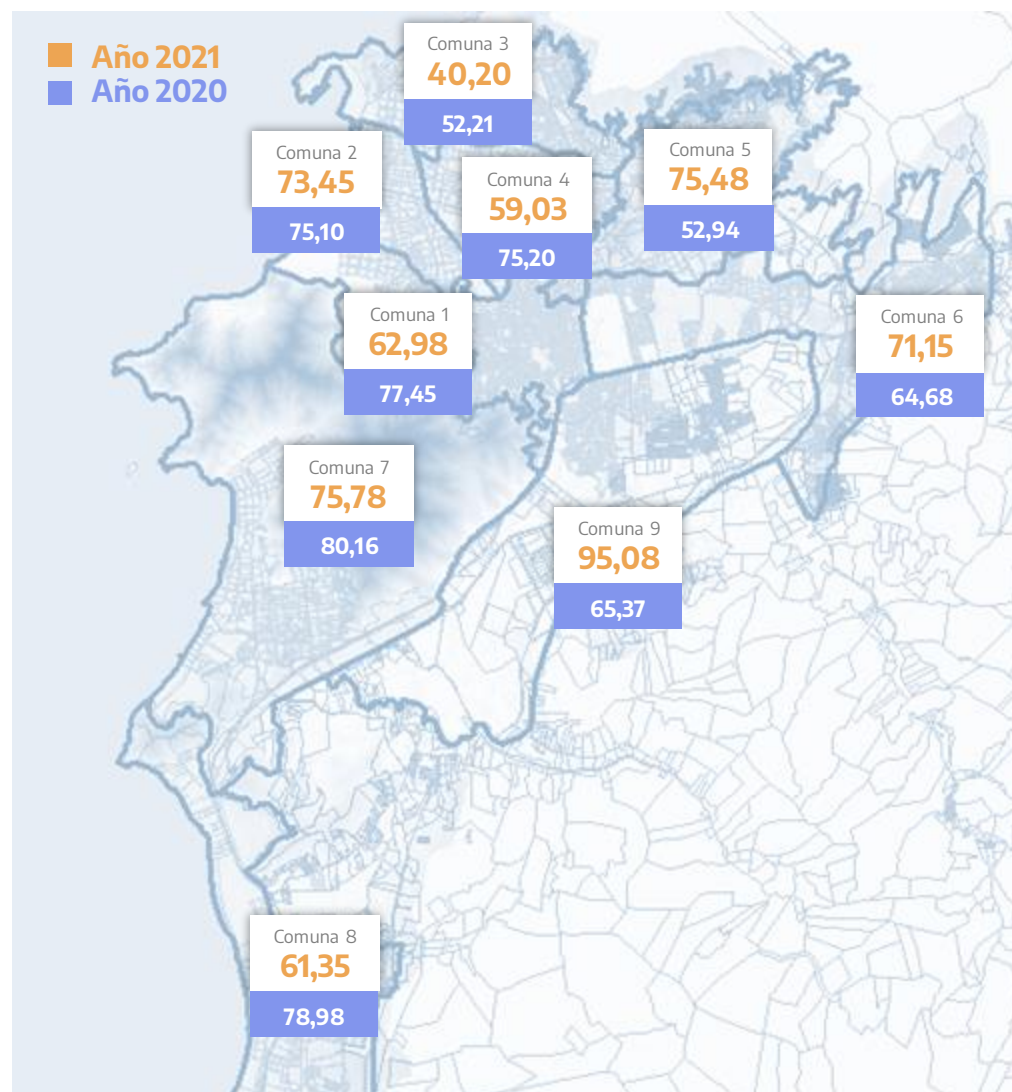 Año 2021
Año 2020
Comuna 3
40,20
52,21
Comuna 2
73,45
75,10
Comuna 4
59,03
75,20
Comuna 5
75,48
52,94
Comuna 1
62,98
77,45
Comuna 6
71,15
64,68
Comuna 7
75,78
80,16
Comuna 9
95,08
65,37
Comuna 8
61,35
78,98